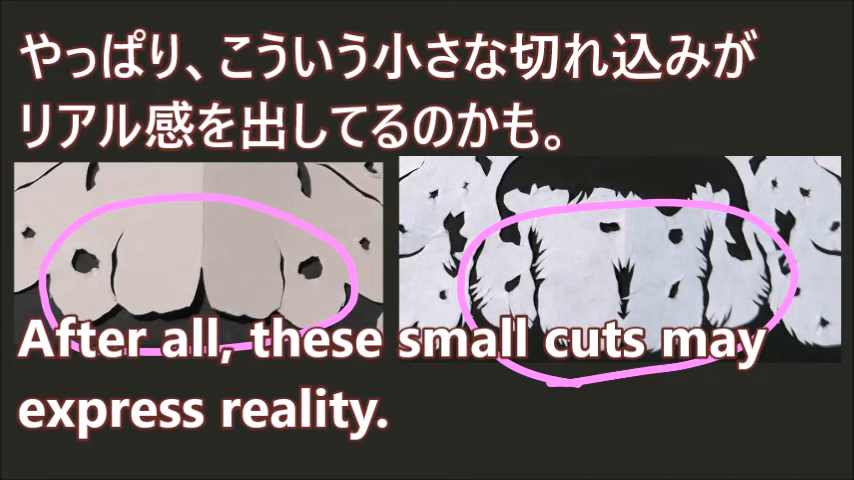 やっぱり、こういう小さな切れ込みが
リアル感を出してるのかも。
After all, these small cuts may
express reality.